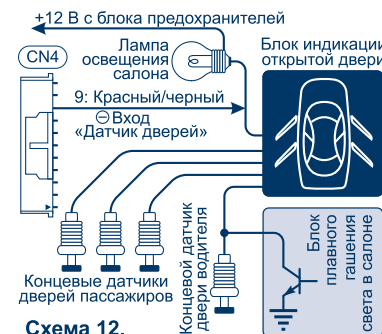 +12 В с блока предохранителей
CN4
Лампа
освещения
салона
Блок индикации
открытой двери
9: Красный/черный
⊖ Вход
«Датчик дверей»
Концевые датчики
дверей пассажиров
Концевой датчик
двери водителя
Блок
плавного
гашения
света в салоне
Схема 12.